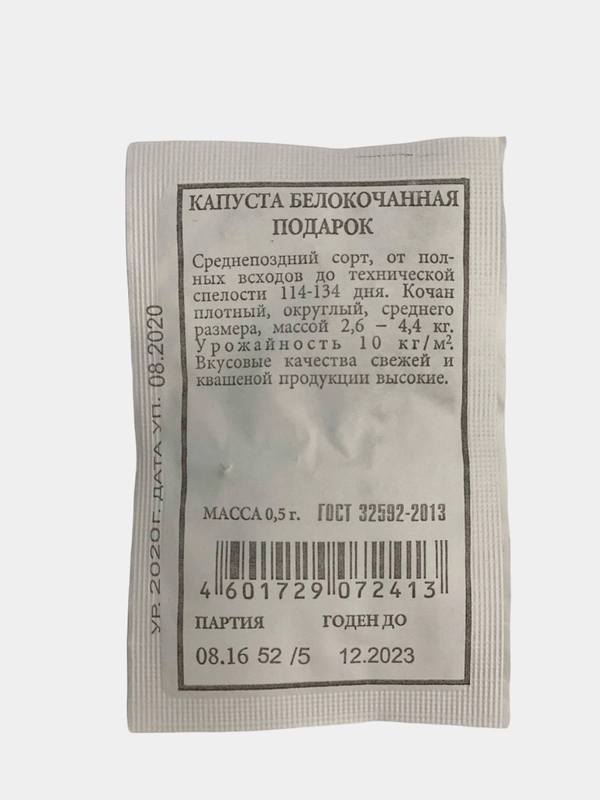 КАПУСТА БЕЛОКОЧАННАЯ
ПОДАРОК
Среднепоздний сорт, от пол-
ных всходов до технической
спелости 114-134 дня. Кочан
плотный, округлый, среднего
размера, массой 2,6 – 4,4 кг.
Урожайность 10 кг/м².
Вкусовые качества свежей и
квашеной продукции высокие.
МАССА 0,5 г. ГОСТ 32592-2013
4 601729 072413
ПАРТИЯ ГОДЕН ДО
08.16 52 /5 12.2023
УР. 2020Г. ДАТА УП. 08.2020